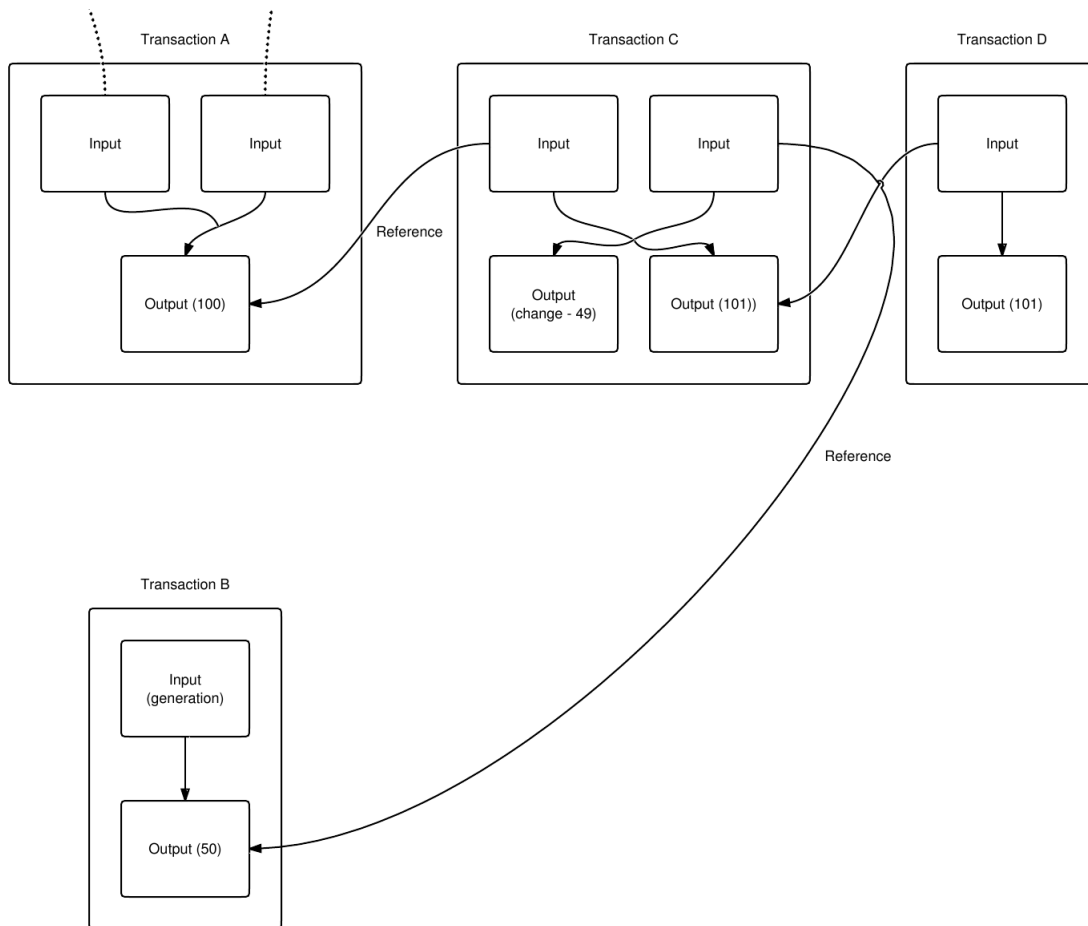 Transaction A
Transaction C
Transaction D
Input
Input
Input
Input
Input
Reference
Output (100)
Output
(change - 49)
Output (101))
Output (101)
Reference
Transaction B
Input
(generation)
Output (50)